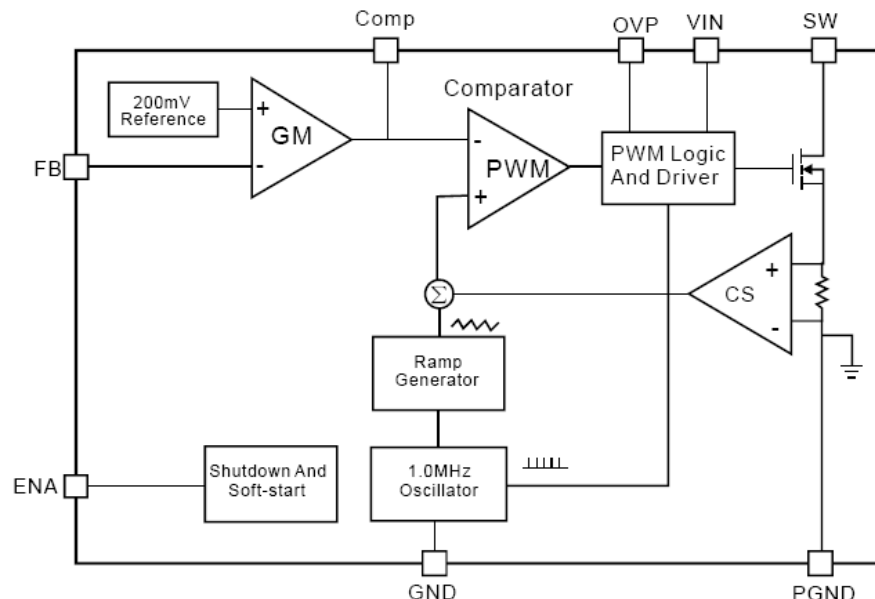 Comp
OVP
VIN
SW
200mV
Reference
+
GM
-
FB
Comparator
-
PWM
+
PWM Logic
And Driver
Σ
+
CS
-
Ramp
Generator
Shutdown And
Soft-start
1.0MHz
Oscillator
ENA
GND
PGND